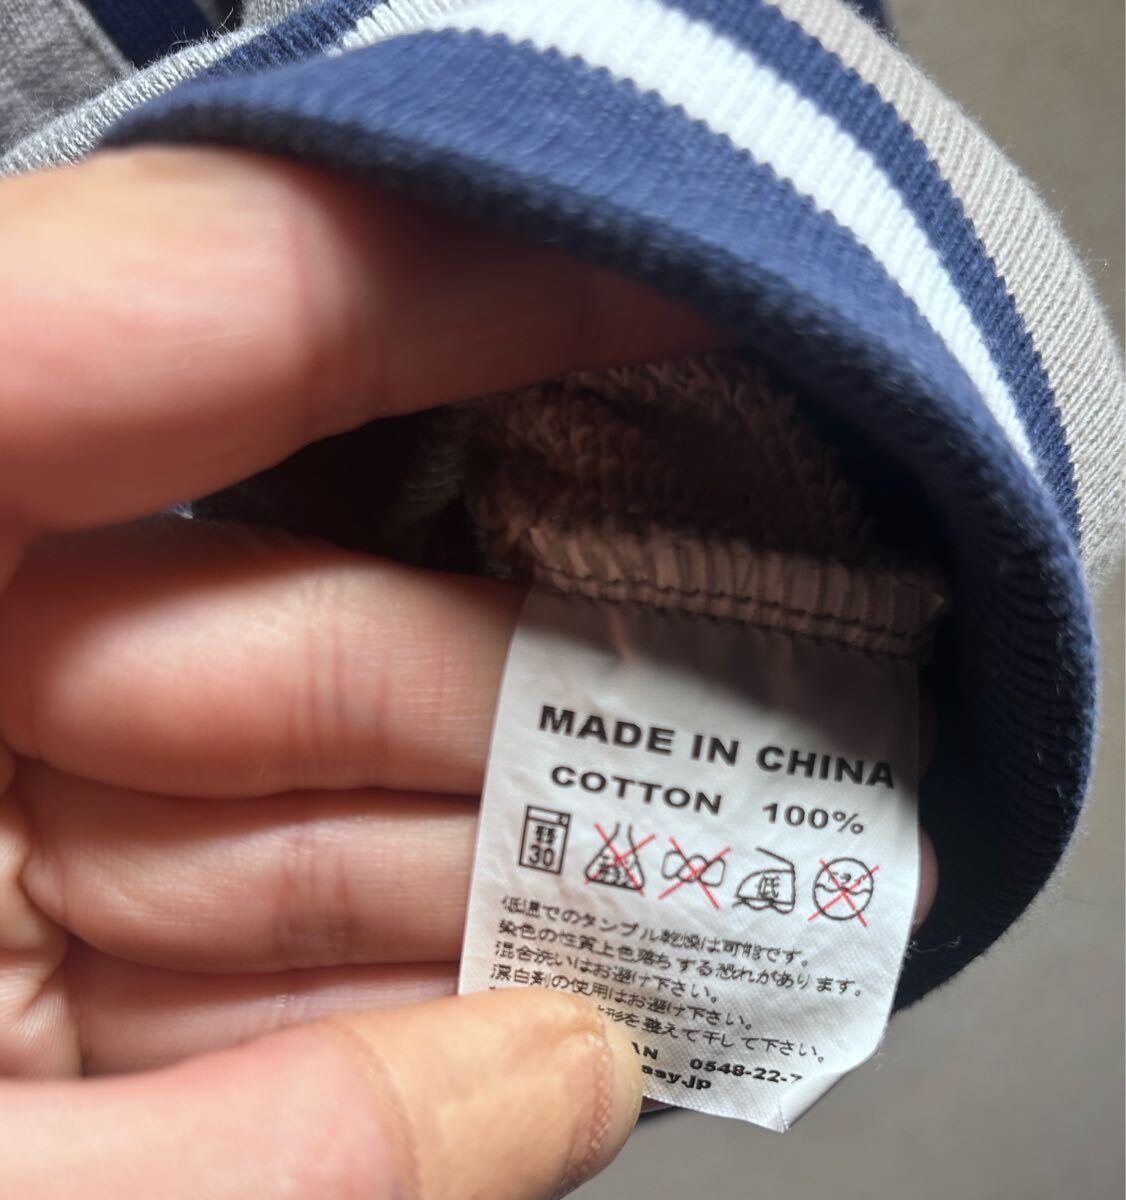 MADE IN CHINA
COTTON 100%
弱 30 低
低温でのタンブル乾燥は可能です。
染色の性質上色落ちする恐れがあります。
混合洗いはお避け下さい。
漂白剤の使用はお避け下さい。
形を整えて干して下さい。
AN 0548-22-7
asy.jp